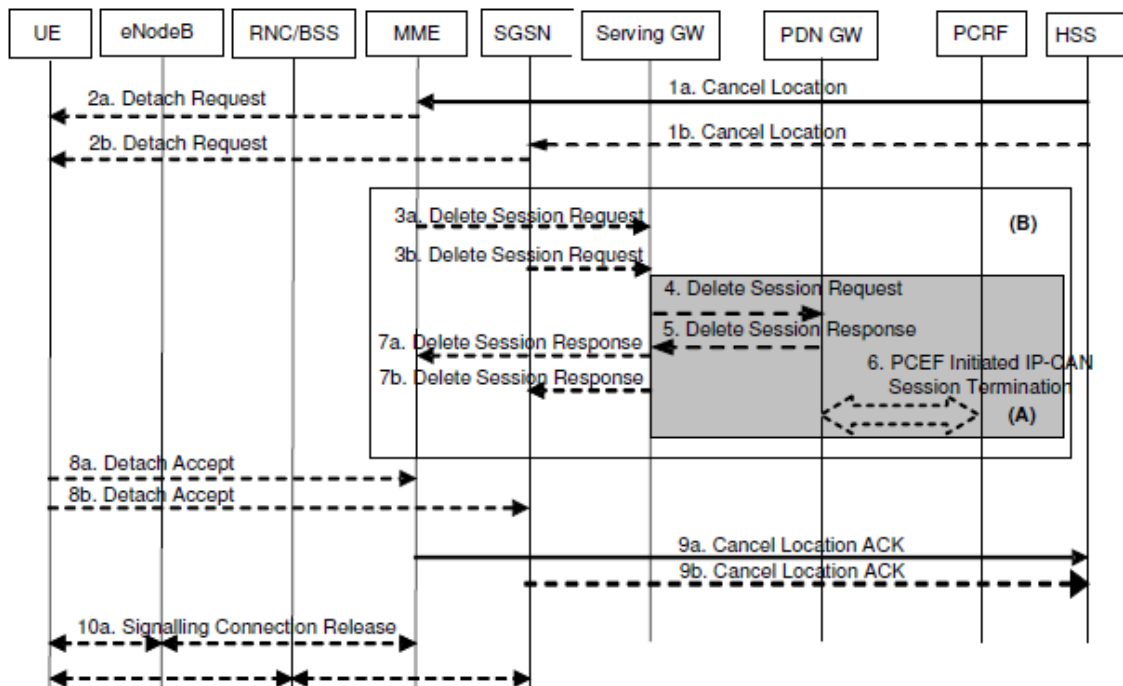 UE eNodeB RNC/BSS MME SGSN Serving GW PDN GW PCRF HSS
1a. Cancel Location
2a. Detach Request
1b. Cancel Location
2b. Detach Request
3a. Delete Session Request
(B)
3b. Delete Session Request
4. Delete Session Request
5. Delete Session Response
7a. Delete Session Response
6. PCEF Initiated IP-CAN
Session Termination
7b. Delete Session Response
(A)
8a. Detach Accept
8b. Detach Accept
9a. Cancel Location ACK
9b. Cancel Location ACK
10a. Signalling Connection Release